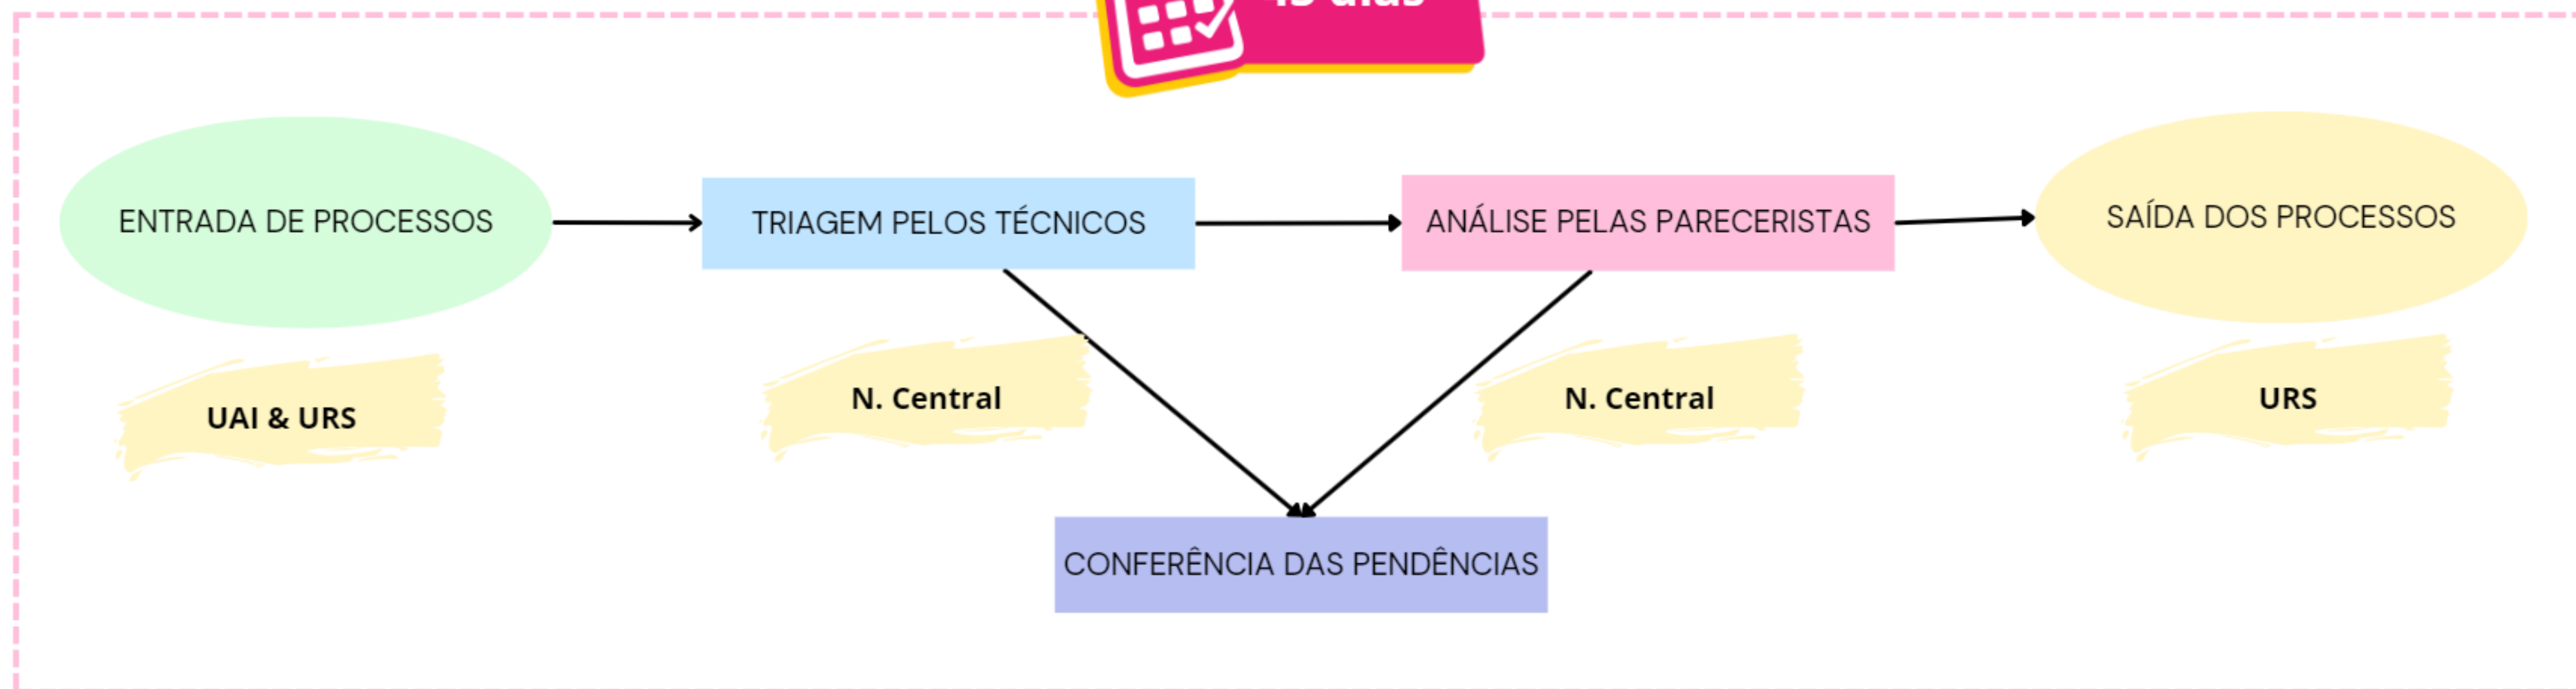 dias
ENTRADA DE PROCESSOS
TRIAGEM PELOS TÉCNICOS
ANÁLISE PELAS PARECERISTAS
SAÍDA DOS PROCESSOS
UAI & URS
N. Central
N. Central
URS
CONFERÊNCIA DAS PENDÊNCIAS